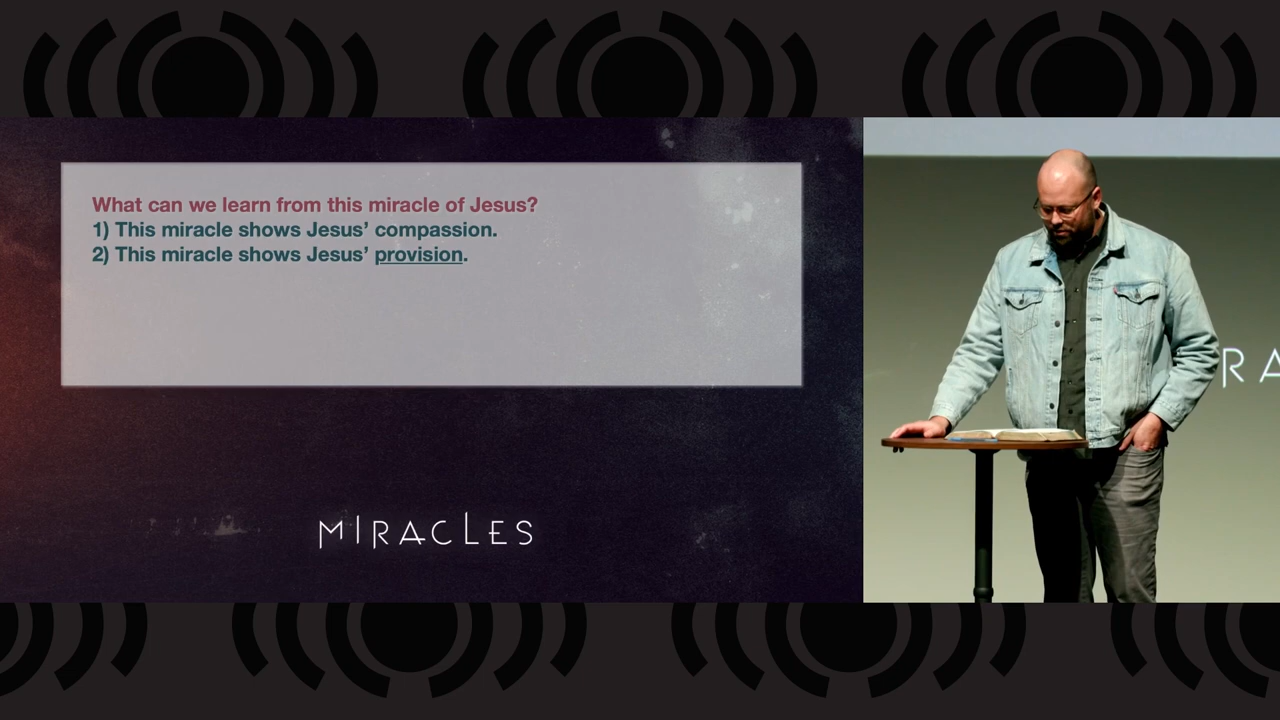 What can we learn from this miracle of Jesus?
1) This miracle shows Jesus’ compassion.
2) This miracle shows Jesus’ provision.
MIRACLES
RA